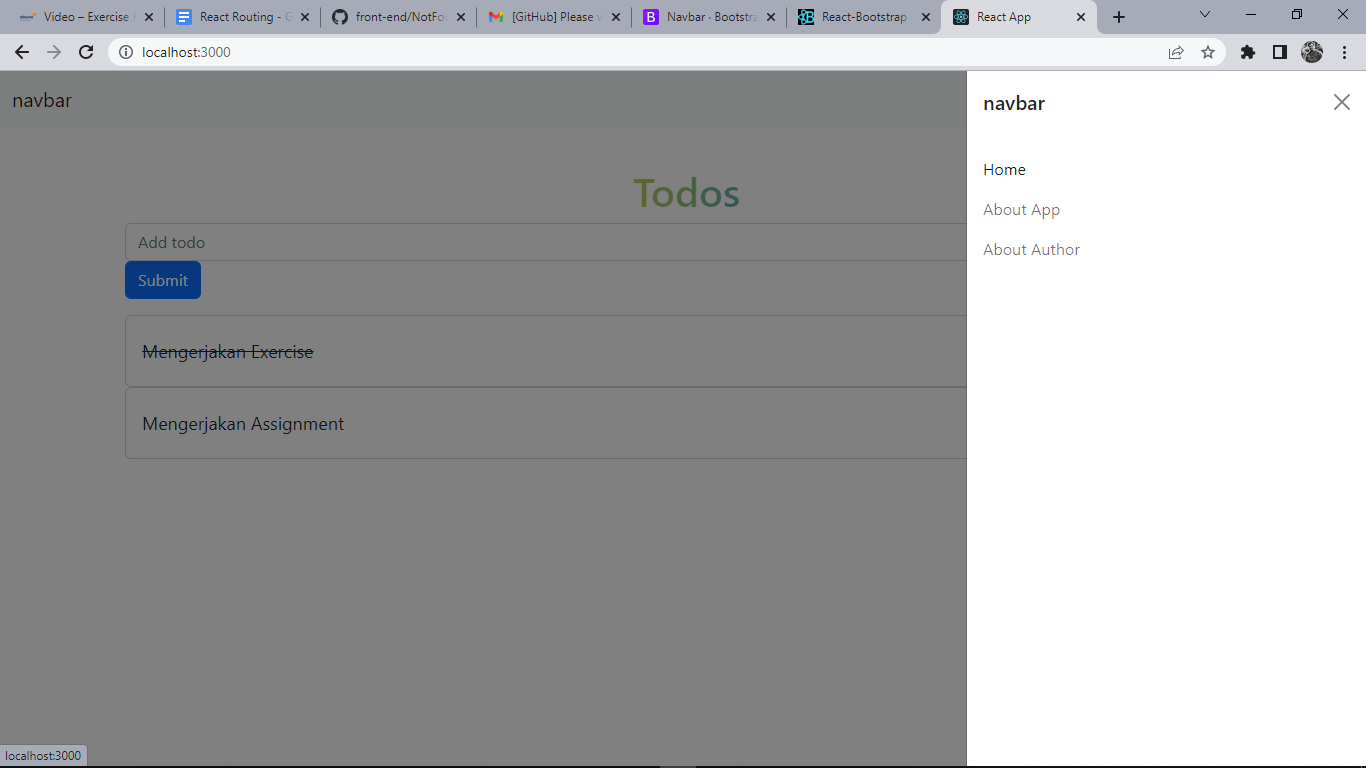 Video – Exercise
React Routing - G
front-end/NotFou
[GitHub] Please v
Navbar · Bootstra
React-Bootstrap
React App
localhost:3000
navbar
navbar
Home
About App
About Author
Todos
Add todo
Submit
Mengerjakan Exercise
Mengerjakan Assignment
localhost:3000